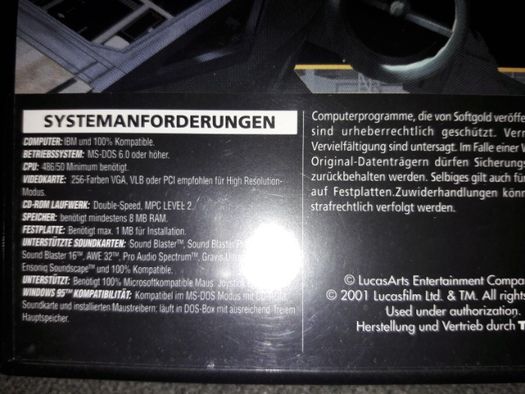 SYSTEMANFORDERUNGEN
COMPUTER: IBM und 100% Kompatible.
BETRIEBSSYSTEM: MS-DOS 6.0 oder höher.
CPU: 486/50 Minimum benötigt.
VIDEOKARTE: 256-Farben VGA, VLB oder PCI empfohlen für High Resolution-
Modus.
CD-ROM LAUFWERK: Double-Speed, MPC LEVEL 2.
SPEICHER: benötigt mindestens 8 MB RAM.
FESTPLATTE: Benötigt max. 1 MB für Installation.
UNTERSTÜTZTE SOUNDKARTEN: Sound Blaster™, Sound Blaster
Sound Blaster 16™, AWE 32™, Pro Audio Spectrum™, Gravis
Ensoniq Soundscape™ und 100% Kompatible.
UNTERSTÜTZT: Benötigt 100% Microsoftkompatible Maus. Joystick
WINDOWS 95™ KOMPATIBILITÄT: Kompatibel im MS-DOS Modus mit
Soundkarte und installierten Maustreibern; läuft in DOS-Box mit ausreichend freiem
Hauptspeicher.
Computerprogramme, die von Softgold veröffe
sind urheberrechtlich geschützt. Verm
Vervielfältigung sind untersagt. Im Falle einer V
Original-Datenträgern dürfen Sicherungs
zurückbehalten werden. Selbiges gilt auch für
auf Festplatten.Zuwiderhandlungen könn
strafrechtlich verfolgt werden.
© LucasArts Entertainment Compa
© 2001 Lucasfilm Ltd. & TM. All rights
Used under authorization.
Herstellung und Vertrieb durch T